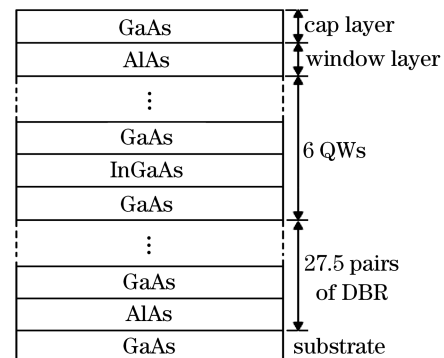 GaAs cap layer
AlAs window layer
⋮
GaAs
InGaAs
GaAs
6 QWs
⋮
GaAs
AlAs
27.5 pairs
of DBR
GaAs substrate